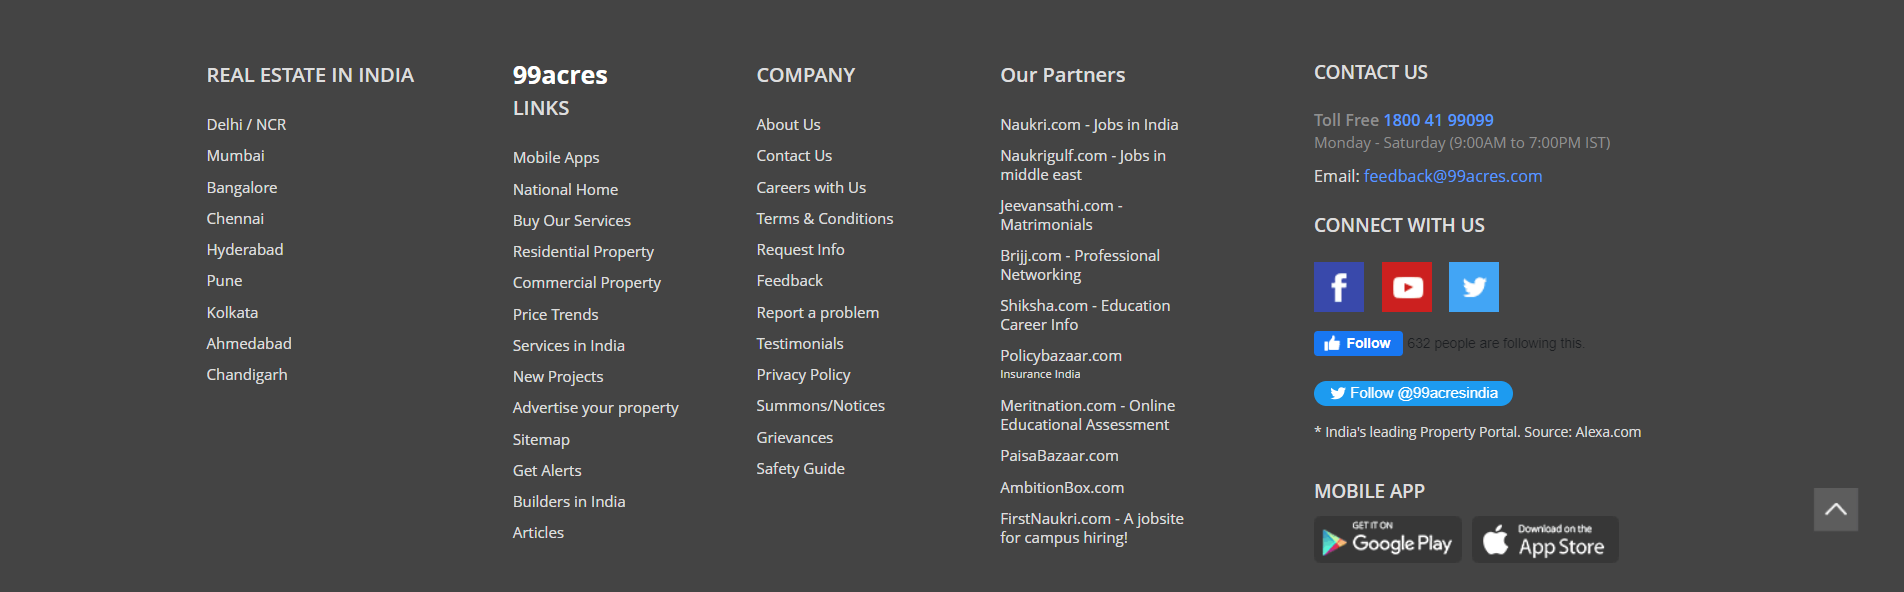 REAL ESTATE IN INDIA
Delhi / NCR
Mumbai
Bangalore
Chennai
Hyderabad
Pune
Kolkata
Ahmedabad
Chandigarh
99acres
LINKS
Mobile Apps
National Home
Buy Our Services
Residential Property
Commercial Property
Price Trends
Services in India
New Projects
Advertise your property
Sitemap
Get Alerts
Builders in India
Articles
COMPANY
About Us
Contact Us
Careers with Us
Terms & Conditions
Request Info
Feedback
Report a problem
Testimonials
Privacy Policy
Summons/Notices
Grievances
Safety Guide
Our Partners
Naukri.com - Jobs in India
Naukrigulf.com - Jobs in
middle east
Jeevansathi.com -
Matrimonials
Brijj.com - Professional
Networking
Shiksha.com - Education
Career Info
Policybazaar.com
Insurance India
Meritnation.com - Online
Educational Assessment
PaisaBazaar.com
AmbitionBox.com
FirstNaukri.com - A jobsite
for campus hiring!
CONTACT US
Toll Free 1800 41 99099
Monday - Saturday (9:00AM to 7:00PM IST)
Email: feedback@99acres.com
CONNECT WITH US
Follow 632 people are following this.
Follow @99acresindia
* India's leading Property Portal. Source: Alexa.com
MOBILE APP
GET IT ON
Google Play
Download on the
App Store